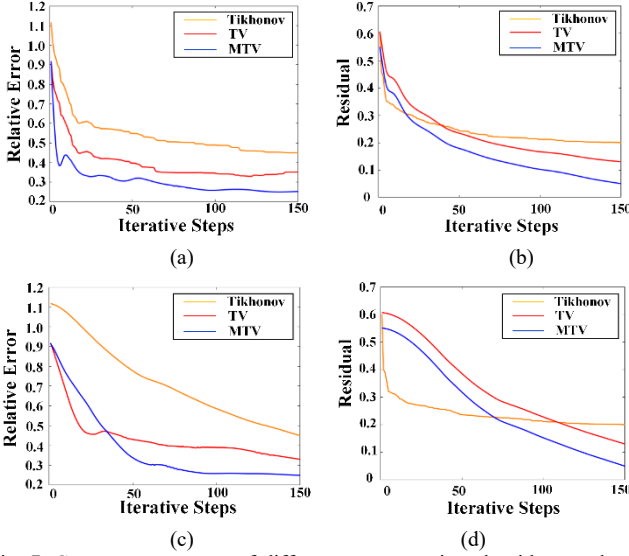 1.2
1.1
1.0
0.9
0.8
0.7
0.6
0.5
0.4
0.3
0.2
Relative Error
Tikhonov
TV
MTV
0 50 100 150
Iterative Steps
(a)
0.7
0.6
0.5
0.4
0.3
0.2
0.1
0
Residual
Tikhonov
TV
MTV
0 50 100 150
Iterative Steps
(b)
1.2
1.1
1.0
0.9
0.8
0.7
0.6
0.5
0.4
0.3
0.2
Relative Error
Tikhonov
TV
MTV
0 50 100 150
Iterative Steps
(c)
0.7
0.6
0.5
0.4
0.3
0.2
0.1
0
Residual
Tikhonov
TV
MTV
0 50 100 150
Iterative Steps
(d)